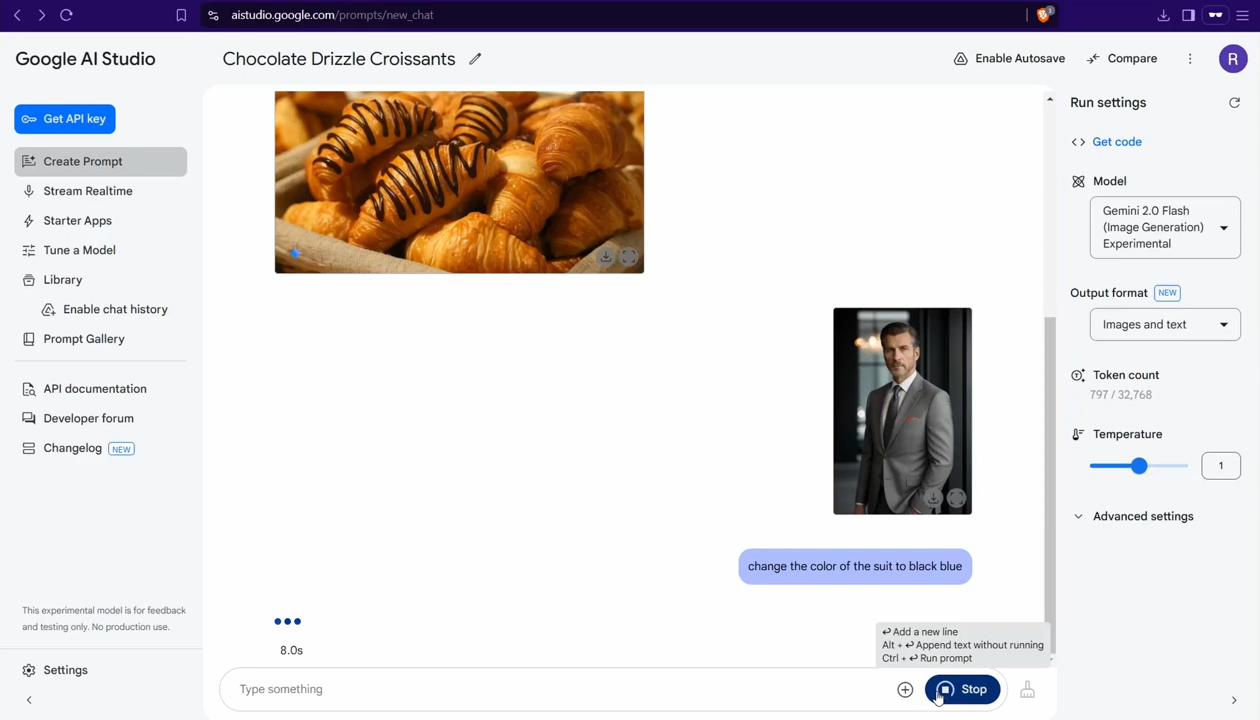 aistudio.google.com/prompts/new_chat
Google AI Studio
Chocolate Drizzle Croissants
Enable Autosave
Compare
R
Get API key
Create Prompt
Stream Realtime
Starter Apps
Tune a Model
Library
Enable chat history
Prompt Gallery
API documentation
Developer forum
Changelog NEW
This experimental model is for feedback
and testing only. No production use.
Settings
change the color of the suit to black blue
8.0s
↵ Add a new line
Alt + ↵ Append text without running
Ctrl + ↵ Run prompt
Type something
Stop
Run settings
Get code
Model
Gemini 2.0 Flash
(Image Generation)
Experimental
Output format NEW
Images and text
Token count
797 / 32,768
Temperature
1
Advanced settings